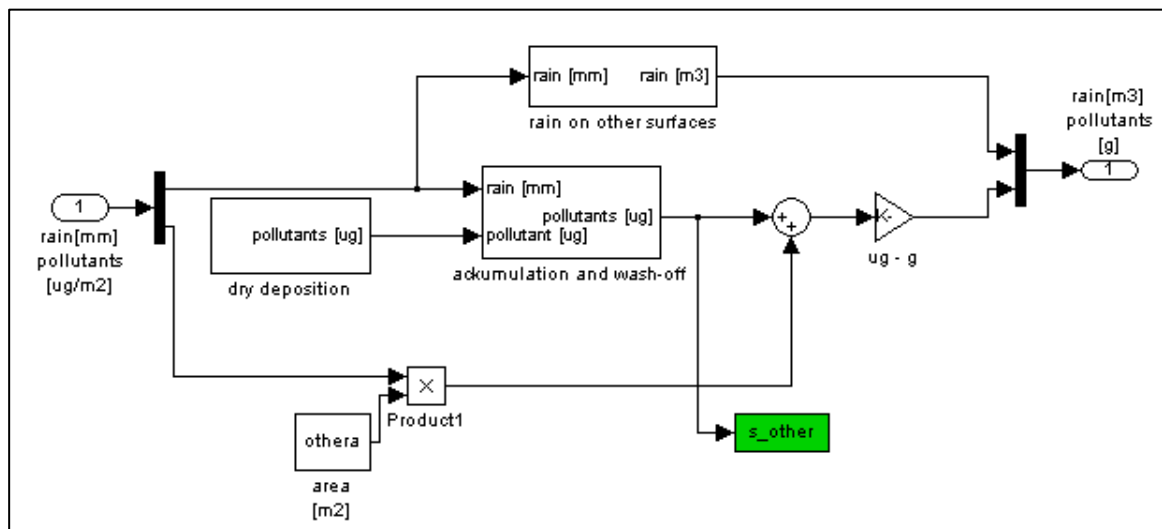 rain [mm] rain [m3]
rain on other surfaces
rain[m3]
pollutants
[g]
1
1
rain[mm]
pollutants
[ug/m2]
pollutants [ug]
dry deposition
rain [mm]
pollutants [ug]
pollutant [ug]
ackumulation and wash-off
+
+
K-
ug - g
×
Product1
othera
area
[m2]
s_other